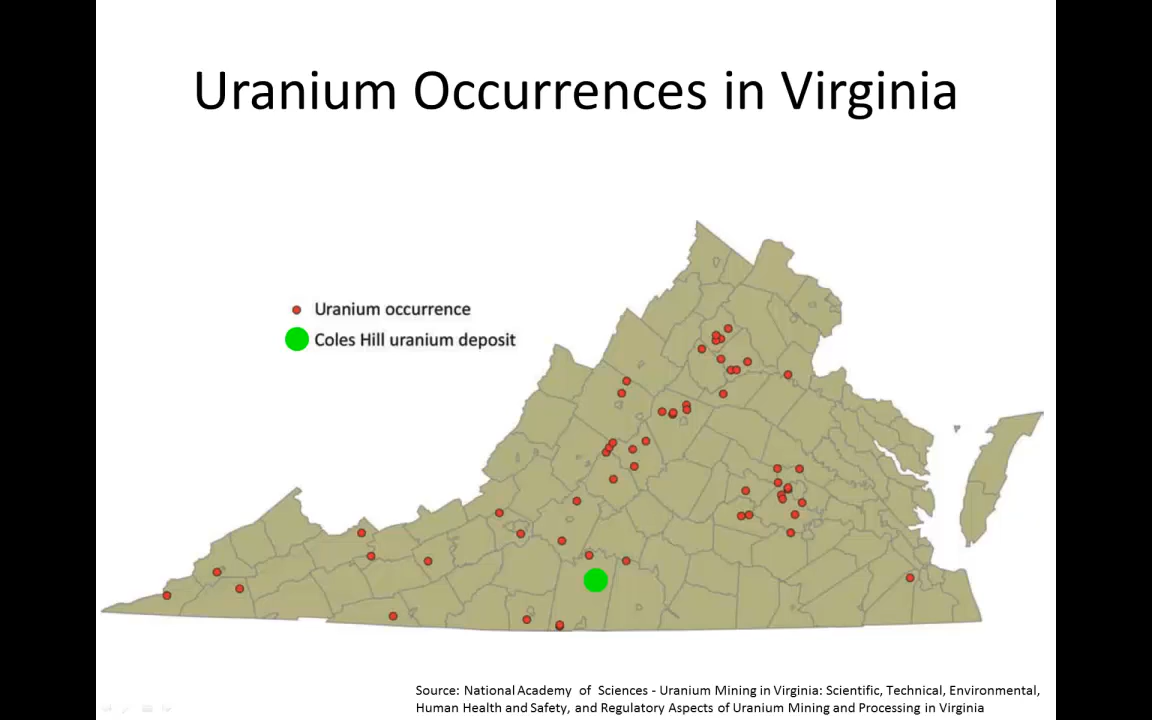 Uranium Occurrences in Virginia
Uranium occurrence
Coles Hill uranium deposit
Source: National Academy of Sciences - Uranium Mining in Virginia: Scientific, Technical, Environmental,
Human Health and Safety, and Regulatory Aspects of Uranium Mining and Processing in Virginia